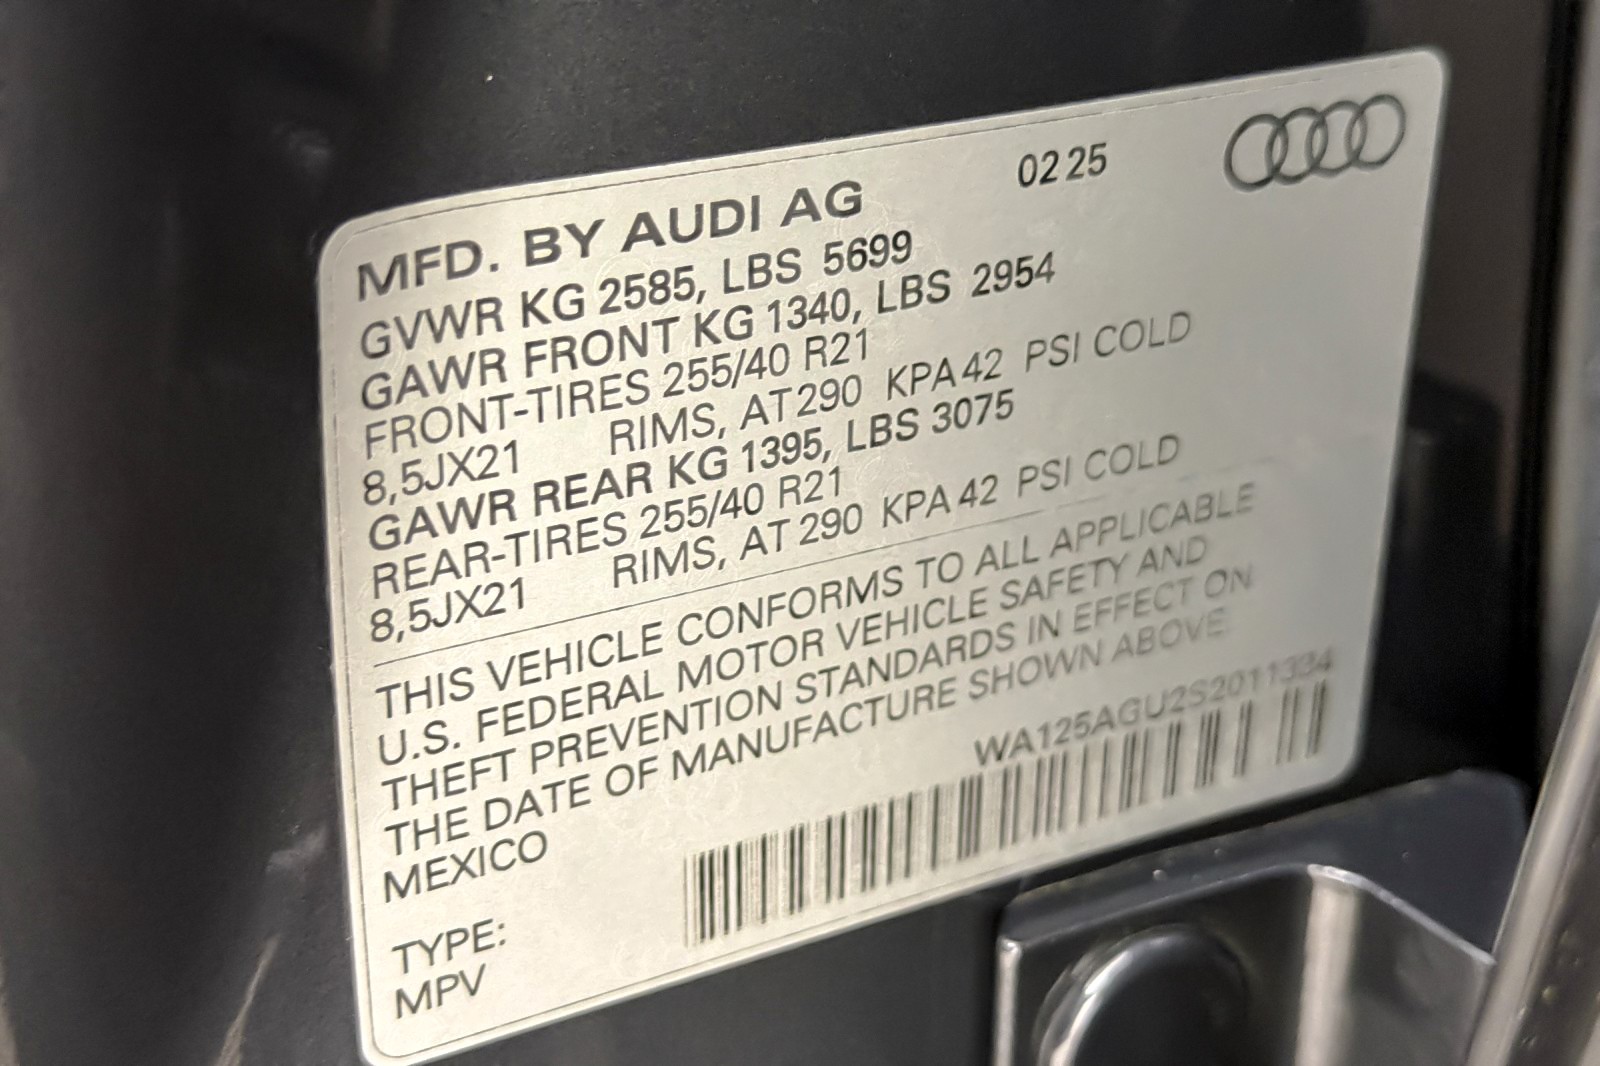 MFD. BY AUDI AG 02 25
GVWR KG 2585, LBS 5699
GAWR FRONT KG 1340, LBS 2954
FRONT-TIRES 255/40 R21
8,5JX21 RIMS, AT 290 KPA 42 PSI COLD
GAWR REAR KG 1395, LBS 3075
REAR-TIRES 255/40 R21
8,5JX21 RIMS, AT 290 KPA 42 PSI COLD
THIS VEHICLE CONFORMS TO ALL APPLICABLE
U.S. FEDERAL MOTOR VEHICLE SAFETY AND
THEFT PREVENTION STANDARDS IN EFFECT ON
THE DATE OF MANUFACTURE SHOWN ABOVE
MEXICO
WA125AGU2S2011334
TYPE:
MPV